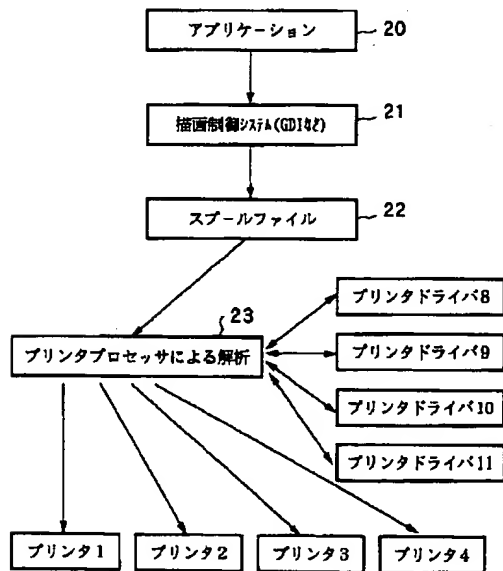 アプリケーション 20
描画制御システム(GDIなど) 21
スプールファイル 22
23
プリンタプロセッサによる解析
プリンタドライバ8
プリンタドライバ9
プリンタドライバ10
プリンタドライバ11
プリンタ1 プリンタ2 プリンタ3 プリンタ4